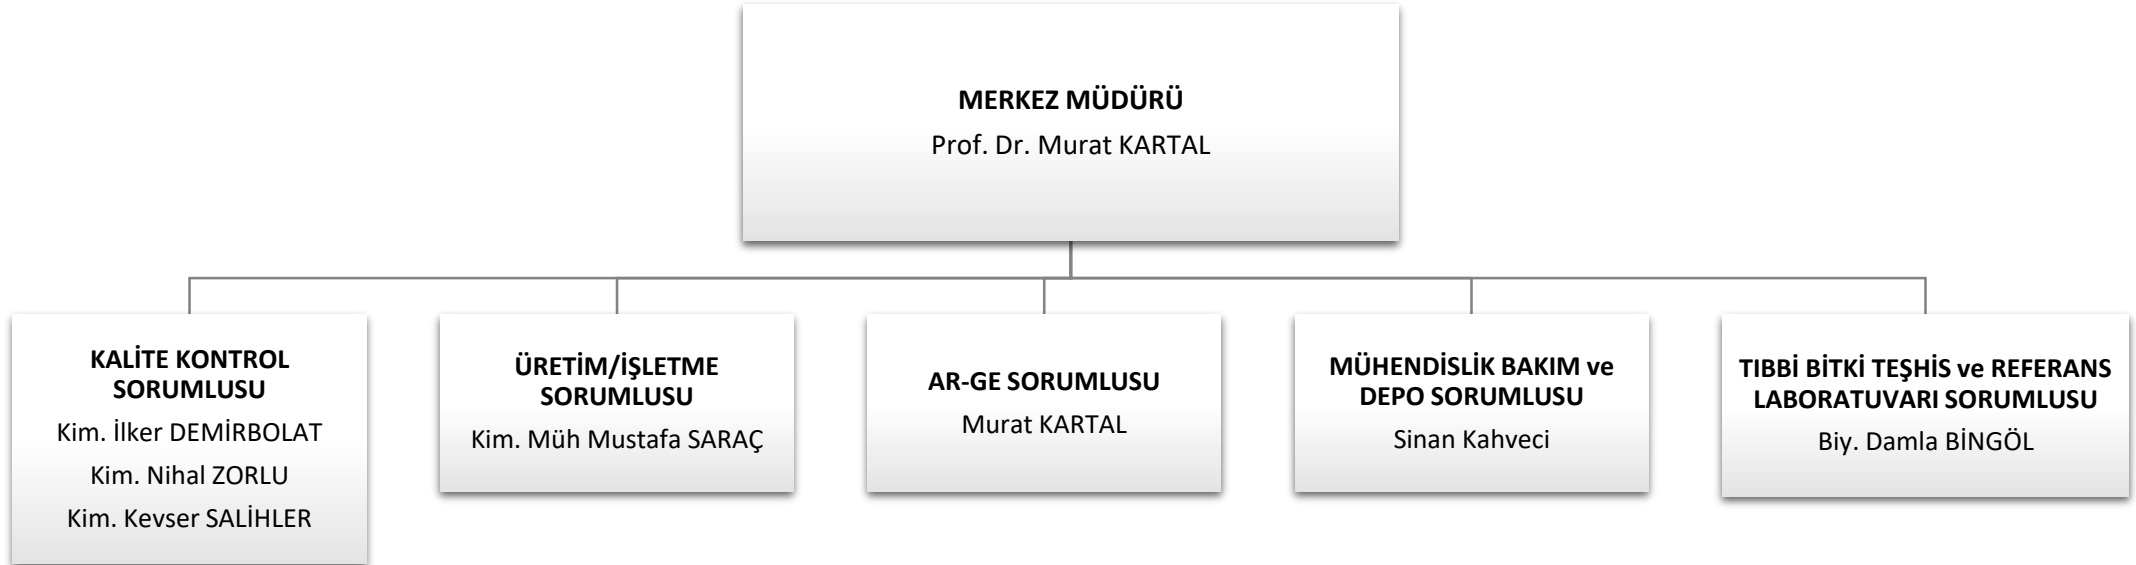 MERKEZ MÜDÜRÜ
Prof. Dr. Murat KARTAL
KALİTE KONTROL
SORUMLUSU
Kim. İlker DEMİRBOLAT
Kim. Nihal ZORLU
Kim. Kevser SALİHLER
ÜRETİM/İŞLETME
SORUMLUSU
Kim. Müh Mustafa SARAÇ
AR-GE SORUMLUSU
Murat KARTAL
MÜHENDİSLİK BAKIM ve
DEPO SORUMLUSU
Sinan Kahveci
TIBBİ BİTKİ TEŞHİS ve REFERANS
LABORATUVARI SORUMLUSU
Biy. Damla BİNGÖL